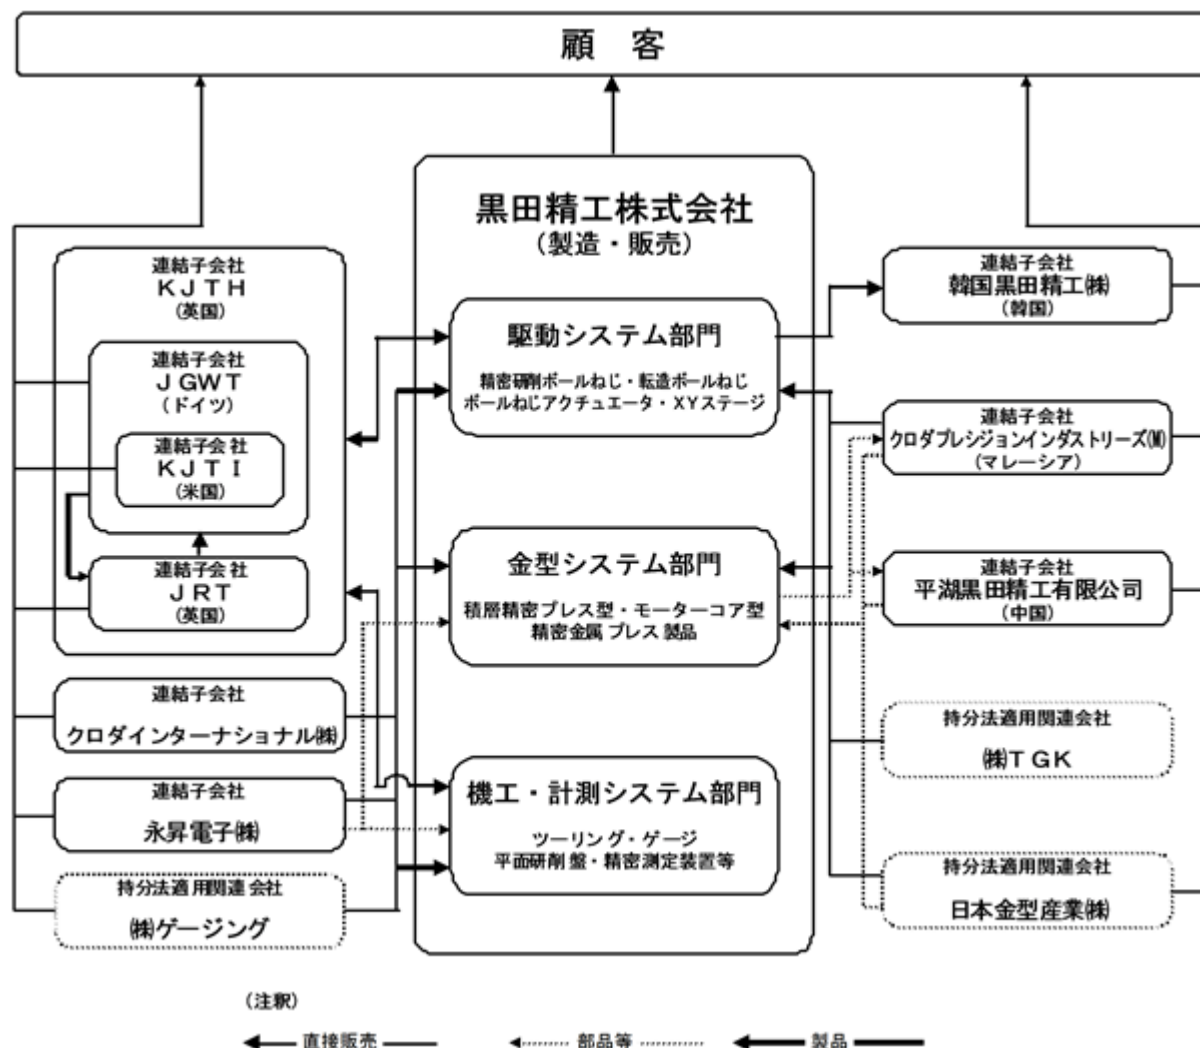 顧 客
黒田精工株式会社
(製造・販売)
連結子会社
KJTH
(英国)
連結子会社
JGWT
(ドイツ)
連結子会社
KJTI
(米国)
連結子会社
JRT
(英国)
連結子会社
クロダインターナショナル㈱
連結子会社
永昇電子㈱
持分法適用関連会社
㈱ゲージング
駆動システム部門
精密研削ボールねじ・転造ボールねじ
ボールねじアクチュエータ・XYステージ
金型システム部門
積層精密プレス型・モーターコア型
精密金属プレス製品
機工・計測システム部門
ツーリング・ゲージ
平面研削盤・精密測定装置等
連結子会社
韓国黒田精工㈱
(韓国)
連結子会社
クロダプレシジョンインダストリーズ(M)
(マレーシア)
連結子会社
平湖黒田精工有限公司
(中国)
持分法適用関連会社
㈱TGK
持分法適用関連会社
日本金型産業㈱
(注釈)
直接販売
部品等
製品